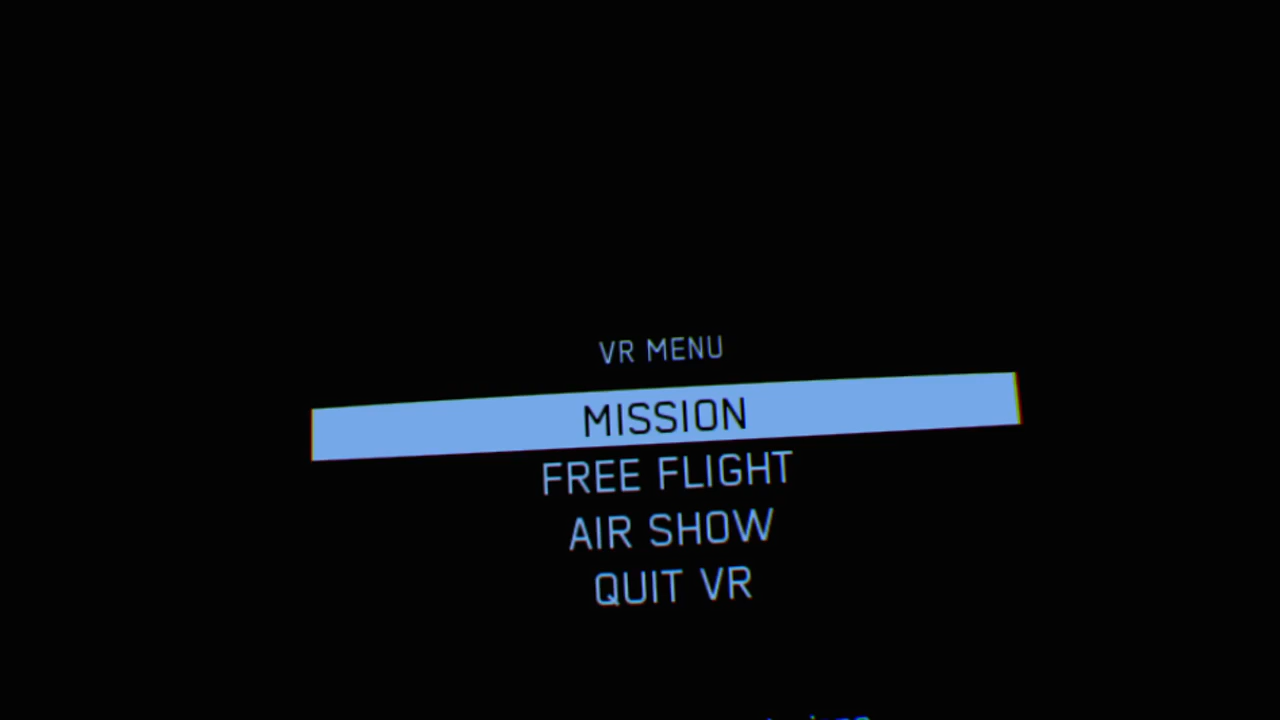 VR MENU
MISSION
FREE FLIGHT
AIR SHOW
QUIT VR